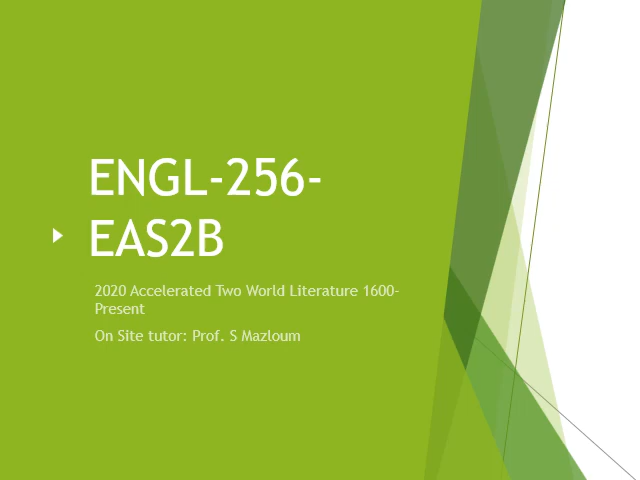 ENGL-256-
EAS2B
2020 Accelerated Two World Literature 1600-
Present
On Site tutor: Prof. S Mazloum